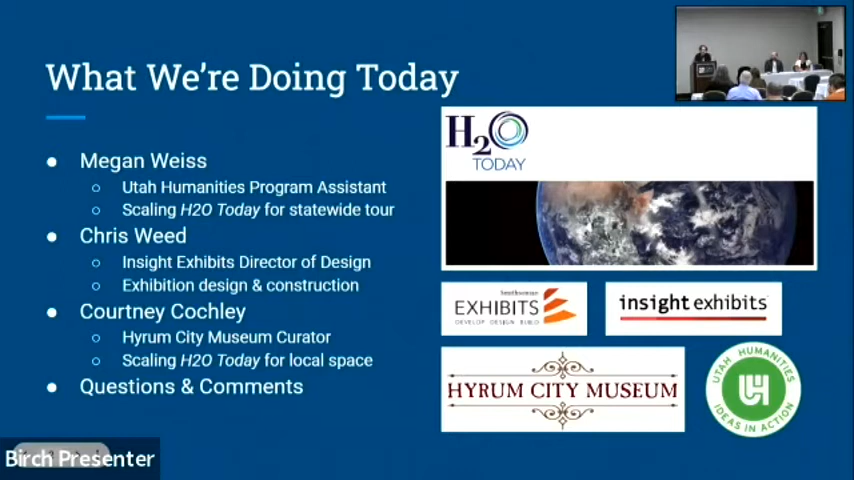 What We're Doing Today
● Megan Weiss
○ Utah Humanities Program Assistant
○ Scaling H2O Today for statewide tour
● Chris Weed
○ Insight Exhibits Director of Design
○ Exhibition design & construction
● Courtney Cochley
○ Hyrum City Museum Curator
○ Scaling H2O Today for local space
● Questions & Comments
H2O
TODAY
Smithsonian
EXHIBITS
DEVELOP DESIGN BUILD
insight exhibits
HYRUM CITY MUSEUM
UTAH HUMANITIES
UH
IDEAS IN ACTION
Birch Presenter